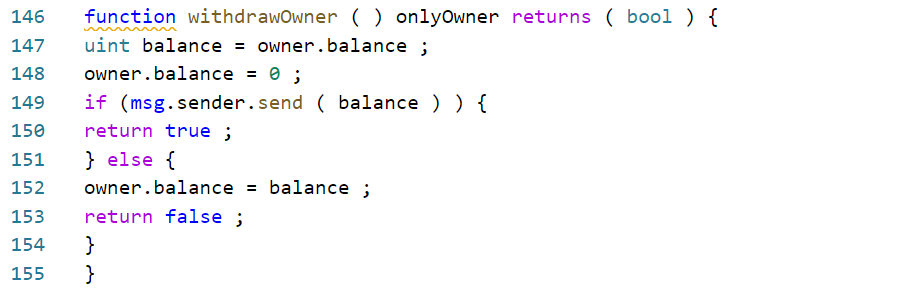 146 function withdrawOwner ( ) onlyOwner returns ( bool ) {
147 uint balance = owner.balance ;
148 owner.balance = 0 ;
149 if (msg.sender.send ( balance ) ) {
150 return true ;
151 } else {
152 owner.balance = balance ;
153 return false ;
154 }
155 }